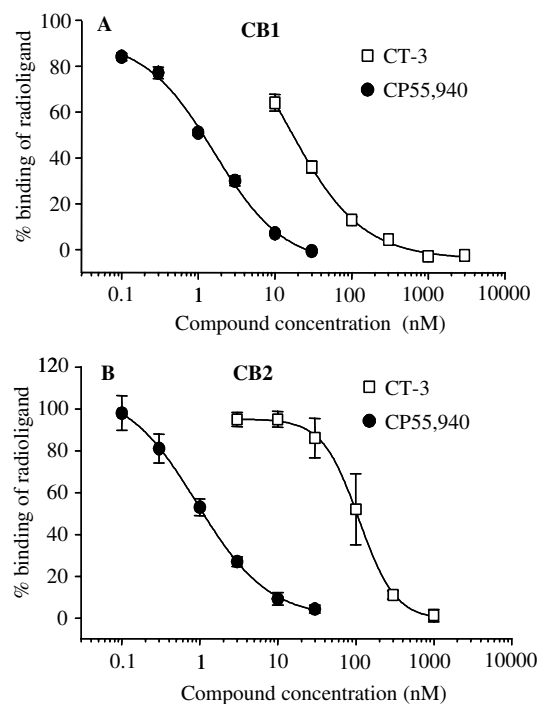 A
CB1
CT-3
CP55,940
% binding of radioligand
100
80
60
40
20
0
0.1
1
10
100
1000
10000
Compound concentration (nM)
B
CB2
CT-3
CP55,940
% binding of radioligand
120
100
80
60
40
20
0
0.1
1
10
100
1000
10000
Compound concentration (nM)